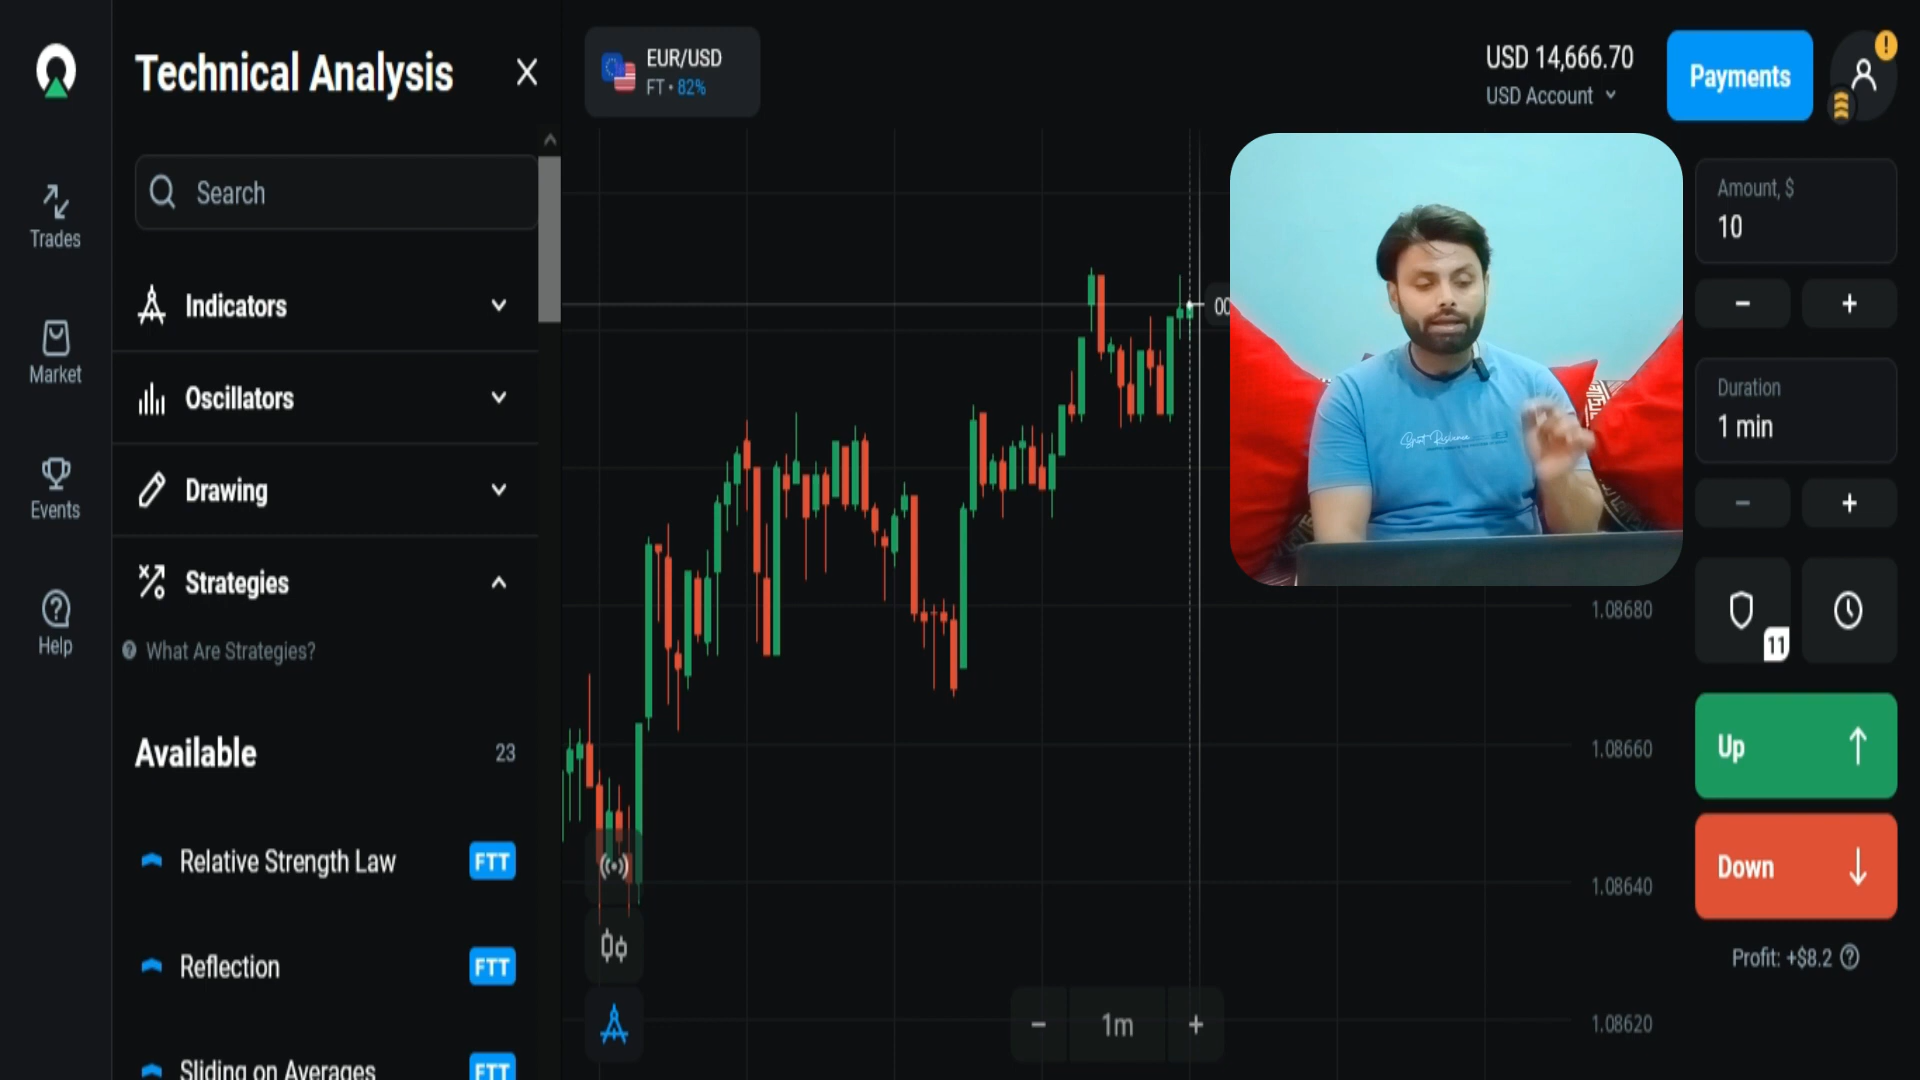 Technical Analysis
Search
Indicators
Oscillators
Drawing
Strategies
What Are Strategies?
Available 23
Relative Strength Law FTT
Reflection FTT
Sliding on Averages FTT
Trades
Market
Events
Help
EUR/USD
FT • 82%
USD 14,666.70
USD Account
Payments
!
00
1.08680
1.08660
1.08640
1.08620
− 1m +
Amount, $
10
− +
Duration
1 min
− +
11
Up
Down
Profit: +$8.2 ?